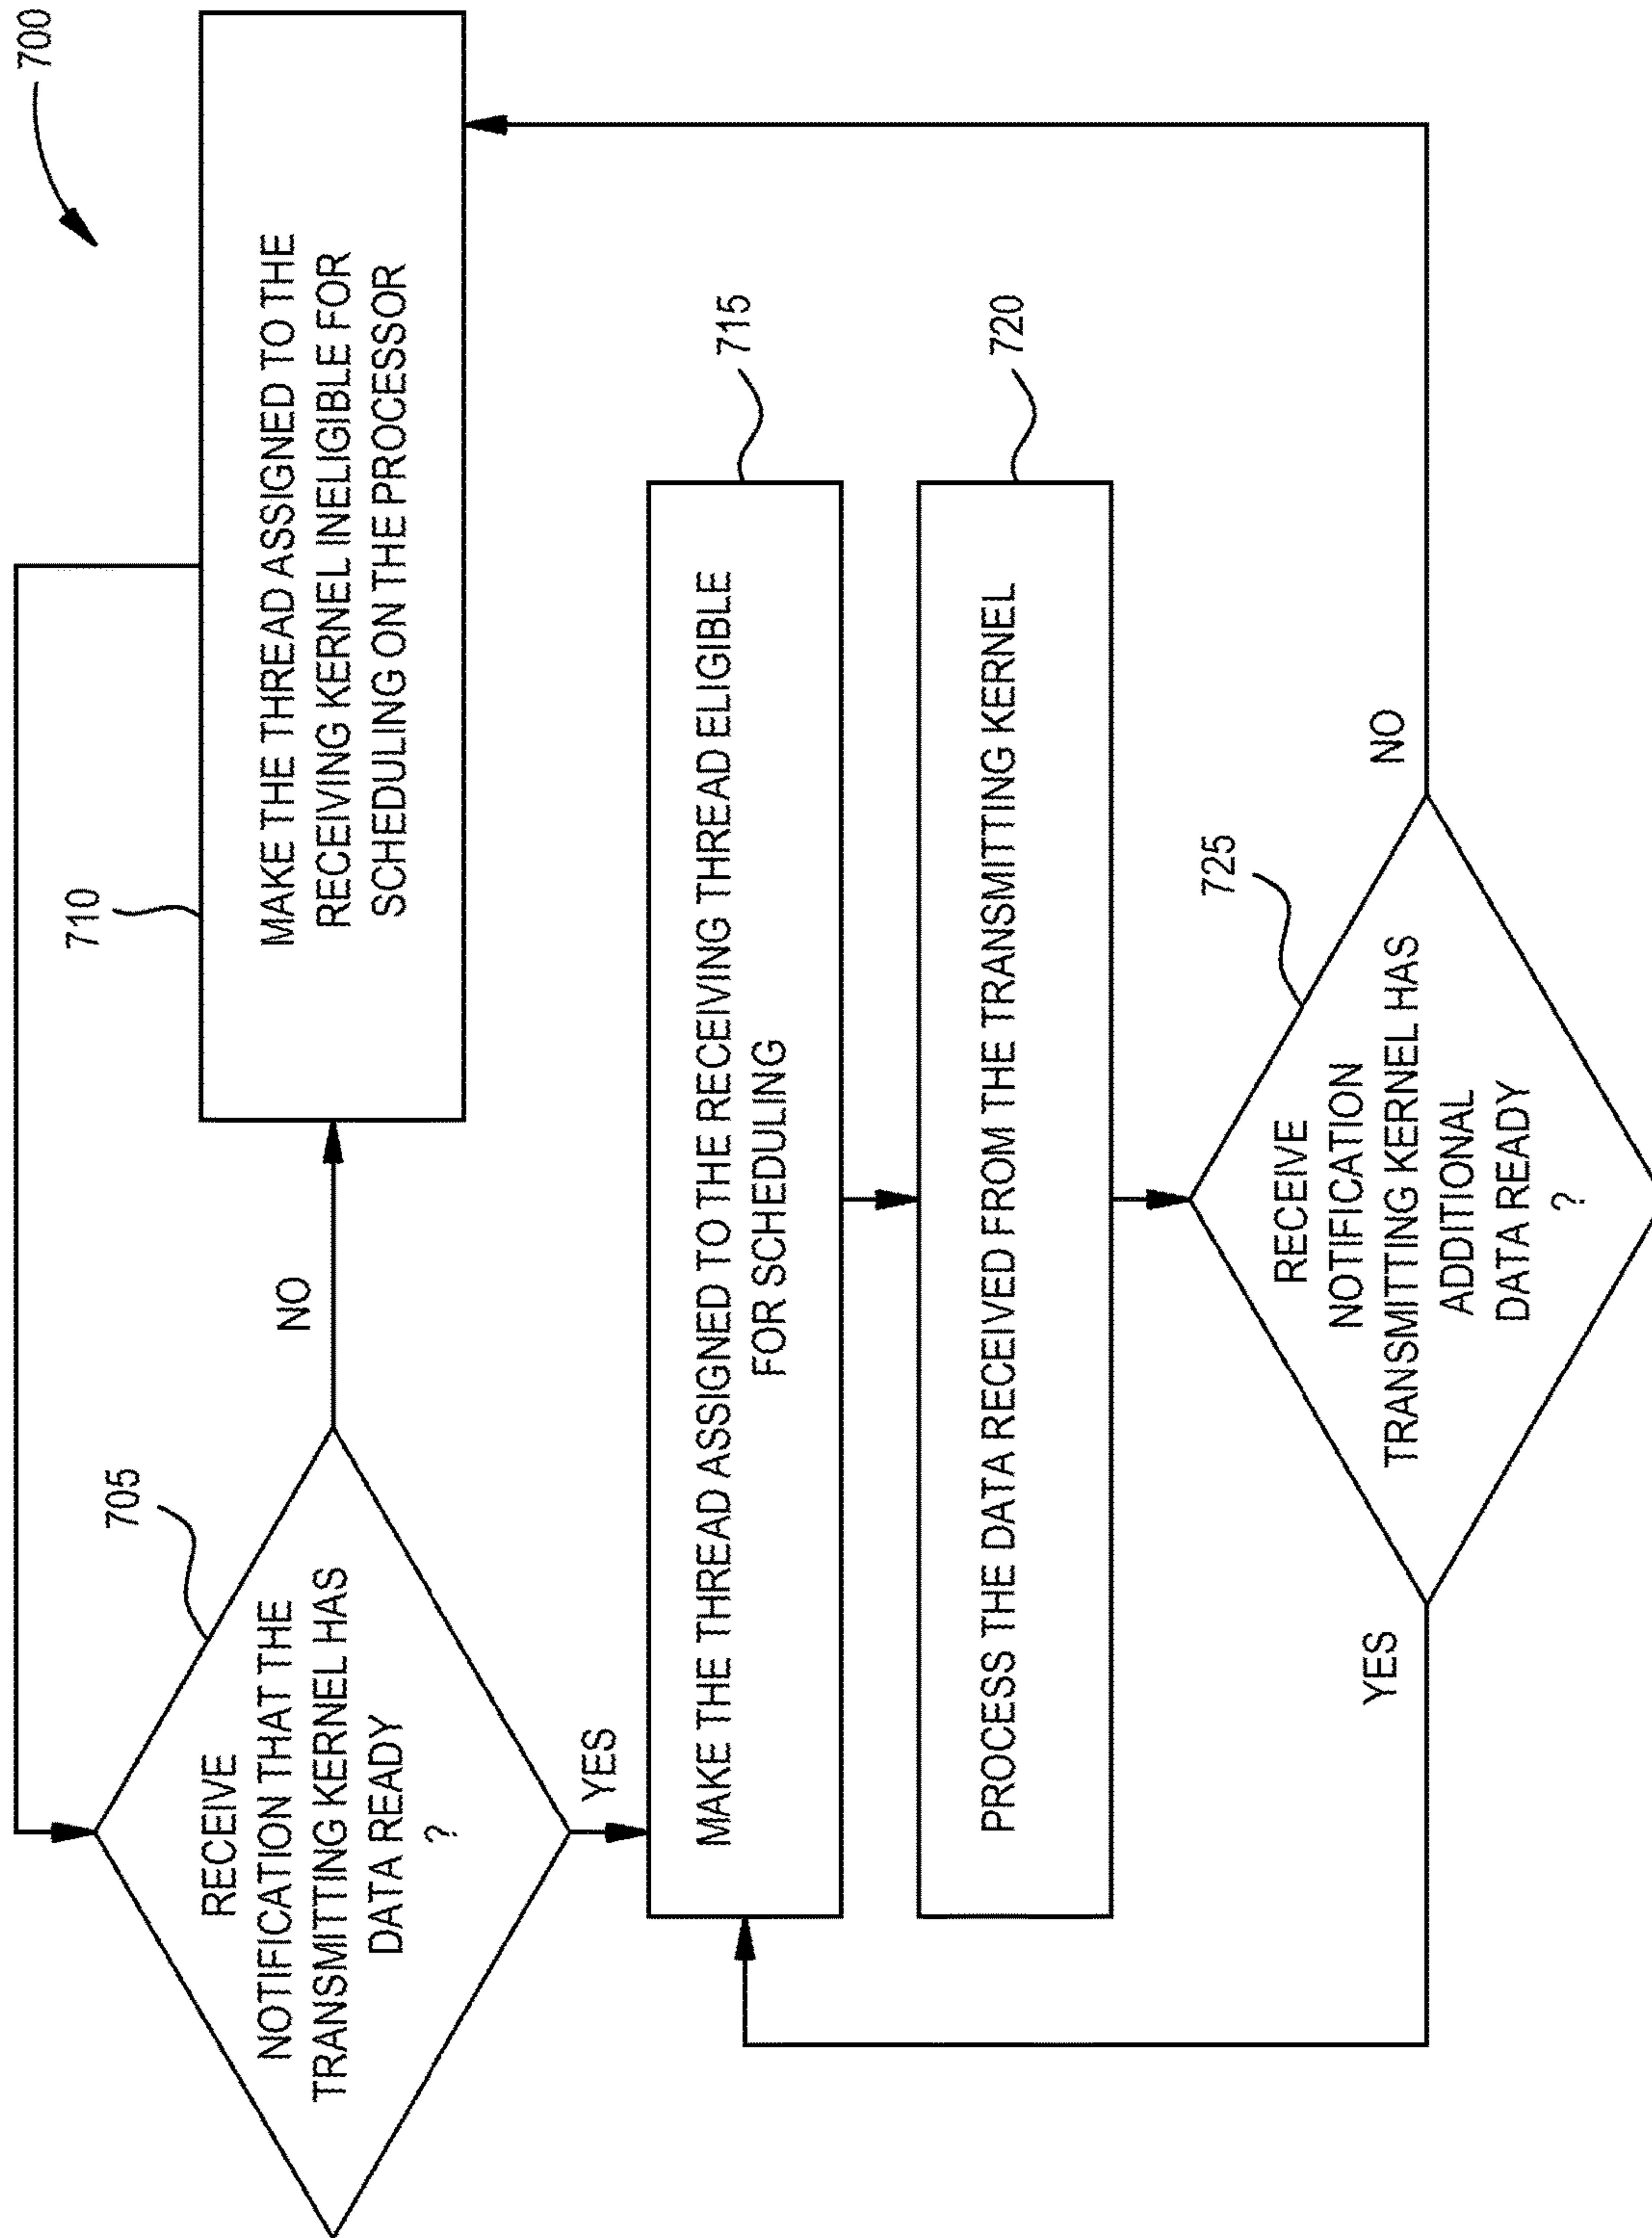 700
705
RECEIVE
NOTIFICATION THAT THE
TRANSMITTING KERNEL HAS
DATA READY
?
NO
YES
710
MAKE THE THREAD ASSIGNED TO THE
RECEIVING KERNEL INELIGIBLE FOR
SCHEDULING ON THE PROCESSOR
715
MAKE THE THREAD ASSIGNED TO THE RECEIVING THREAD ELIGIBLE
FOR SCHEDULING
720
PROCESS THE DATA RECEIVED FROM THE TRANSMITTING KERNEL
725
RECEIVE
NOTIFICATION
TRANSMITTING KERNEL HAS
ADDITIONAL
DATA READY
?
YES
NO